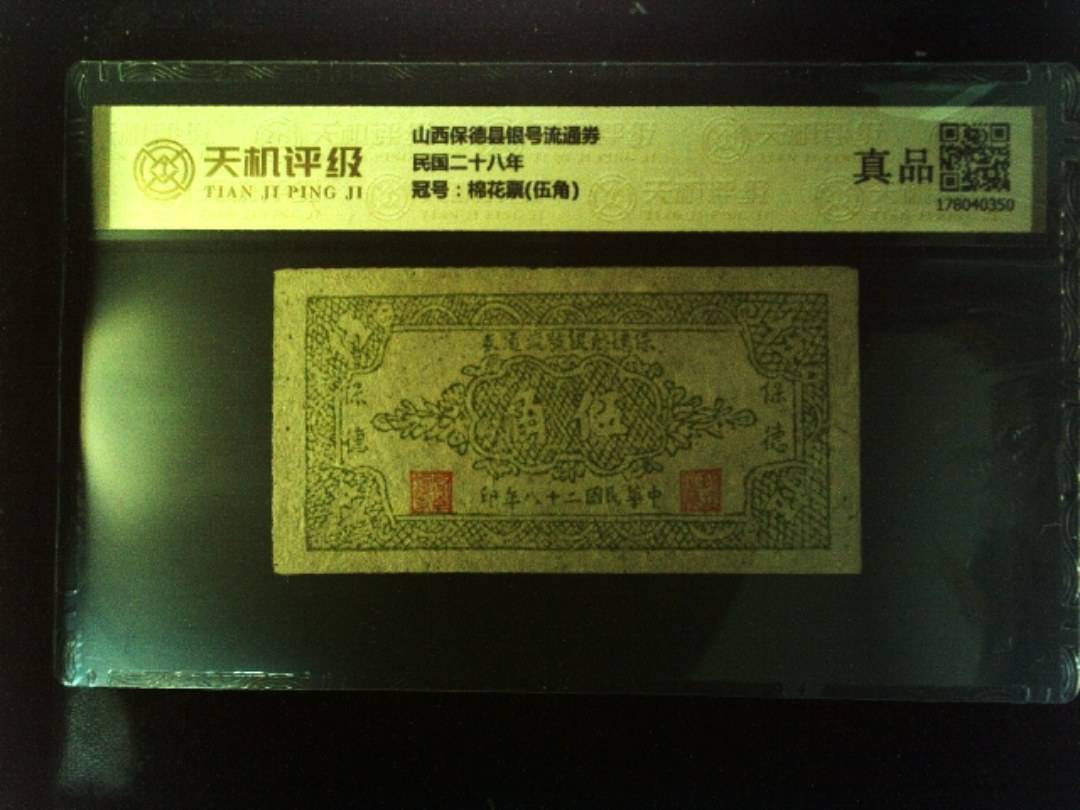 天机评级
TIAN JI PING JI
山西保德县银号流通券
民国二十八年
冠号：棉花票(伍角)
真品
178040350
保德
保德
伍角
中華民國二十八年印